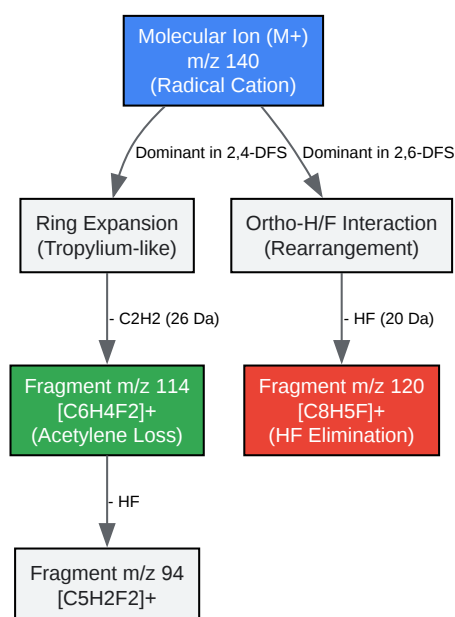 Molecular Ion (M+)
m/z 140
(Radical Cation)
Dominant in 2,4-DFS
Dominant in 2,6-DFS
Ring Expansion
(Tropylium-like)
Ortho-H/F Interaction
(Rearrangement)
- C2H2 (26 Da)
- HF (20 Da)
Fragment m/z 114
[C6H4F2]+
(Acetylene Loss)
Fragment m/z 120
[C8H5F]+
(HF Elimination)
- HF
Fragment m/z 94
[C5H2F2]+